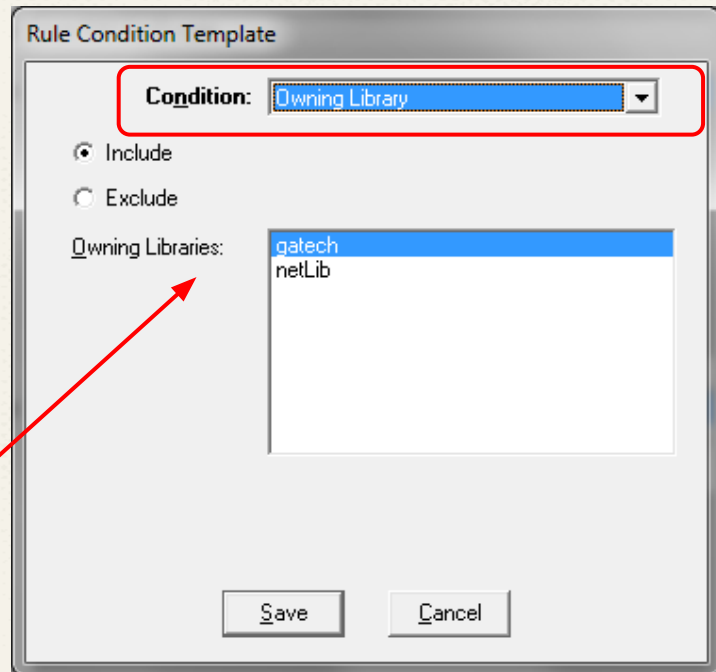 Rule Condition Template
Condition: Owning Library
Include
Exclude
Owning Libraries: gatech
netLib
Save Cancel